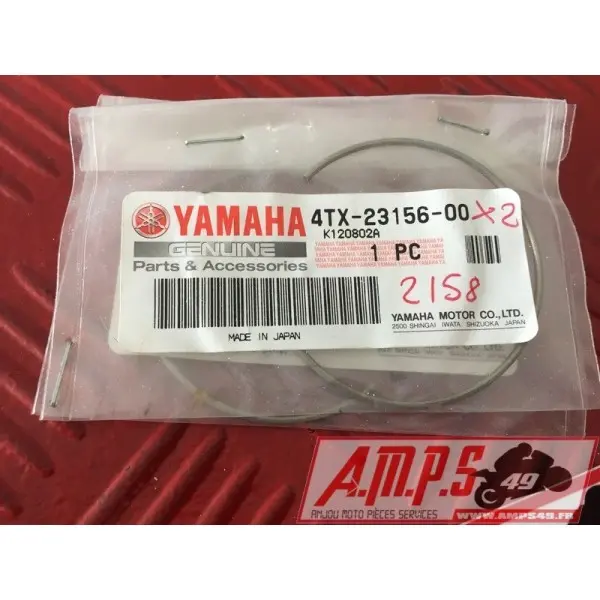 YAMAHA
GENUINE
Parts & Accessories
4TX-23156-00 x2
K120802A
1 PC
2158
YAMAHA MOTOR CO.,LTD.
2500 SHINGAI IWATA SHIZUOKA JAPAN
MADE IN JAPAN
A.M.P.S
49
ANJOU MOTO PIÈCES SERVICES
WWW.AMPS49.FR